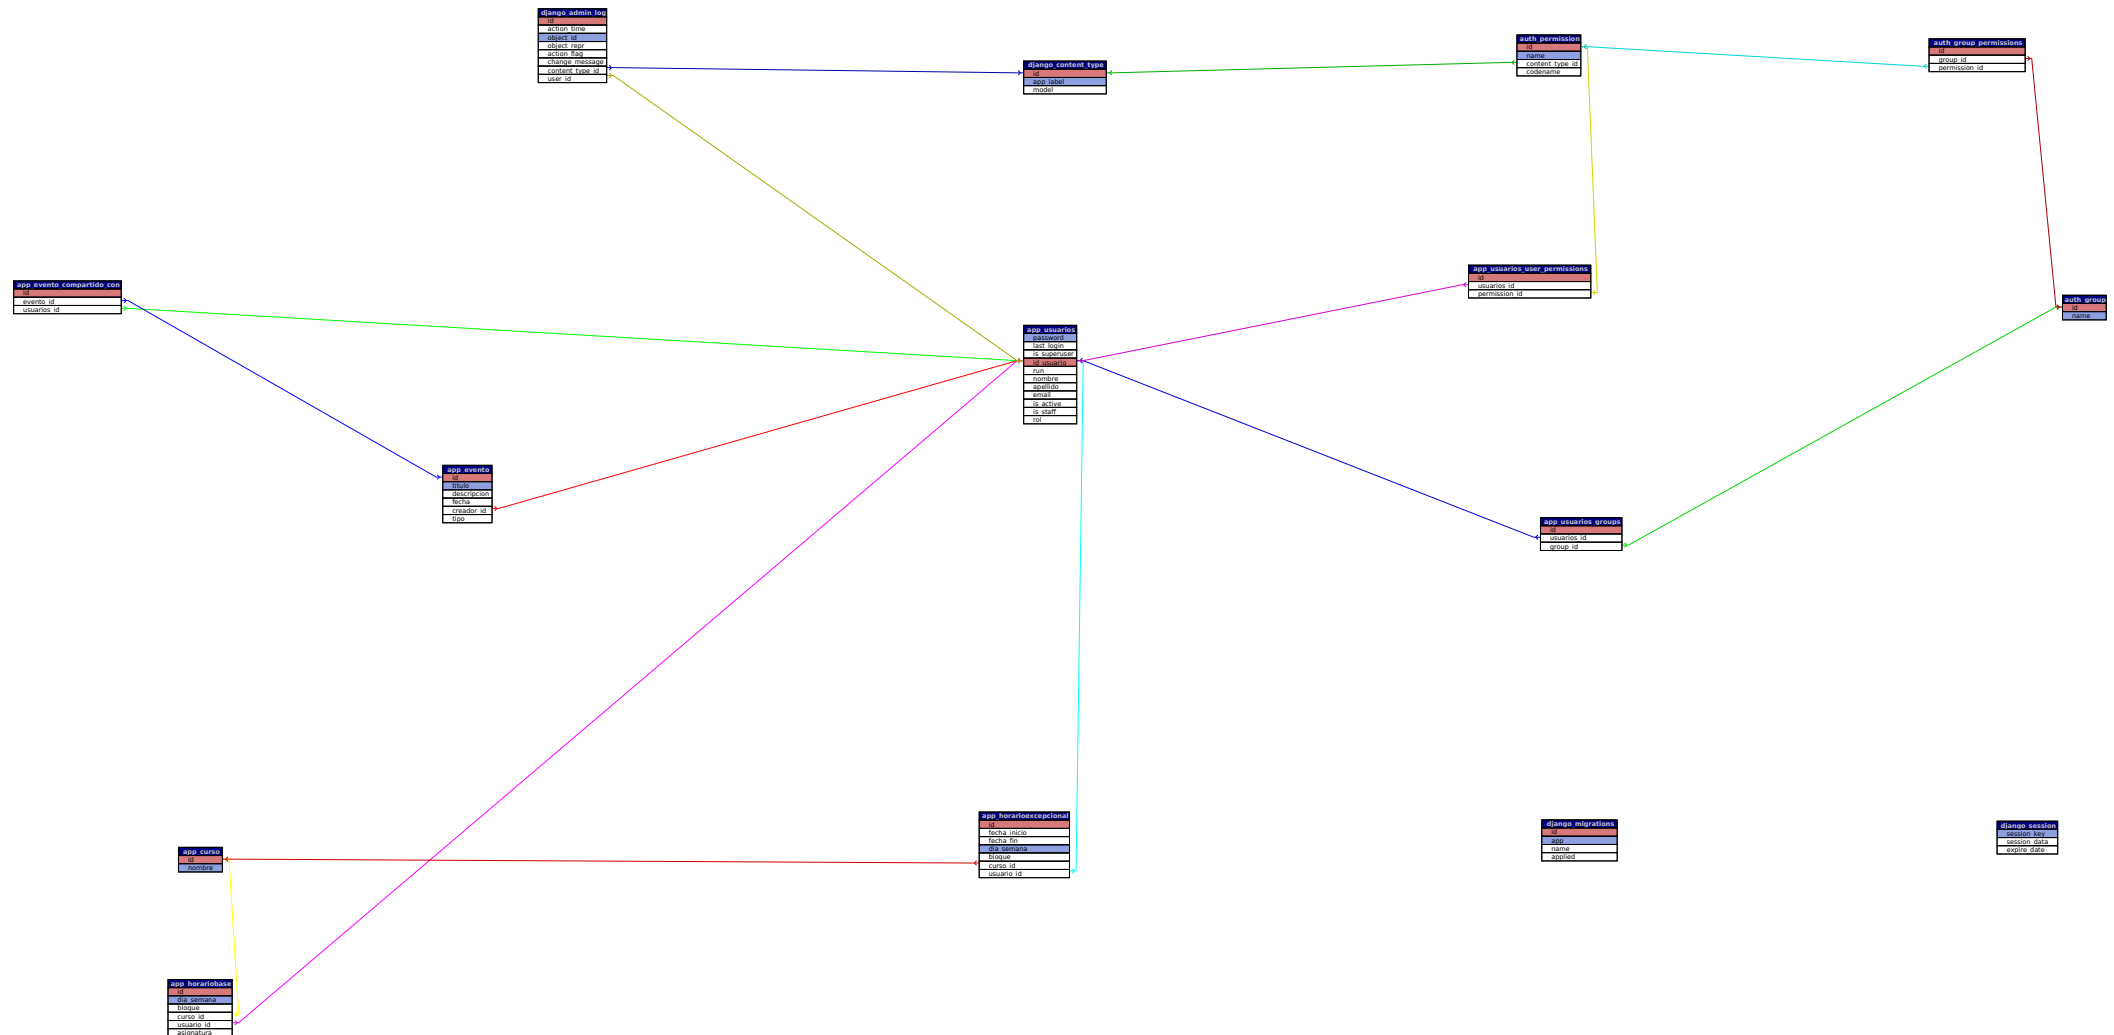 django_admin_log
id
action_time
object_id
object_repr
action_flag
change_message
content_type_id
user_id
django_content_type
id
app_label
model
auth_permission
id
name
content_type_id
codename
auth_group_permissions
id
group_id
permission_id
app_evento_compartido_con
id
evento_id
usuarios_id
app_usuarios_user_permissions
id
usuarios_id
permission_id
auth_group
id
name
app_usuarios
password
last_login
is_superuser
id_usuario
run
nombre
apellido
email
is_active
is_staff
rol
app_evento
id
titulo
descripcion
fecha
creador_id
tipo
app_usuarios_groups
id
usuarios_id
group_id
app_horarioexcepcional
id
fecha_inicio
fecha_fin
dia_semana
bloque
curso_id
usuario_id
django_migrations
id
app
name
applied
django_session
session_key
session_data
expire_date
app_curso
id
nombre
app_horariobase
id
dia_semana
bloque
curso_id
usuario_id
asignatura